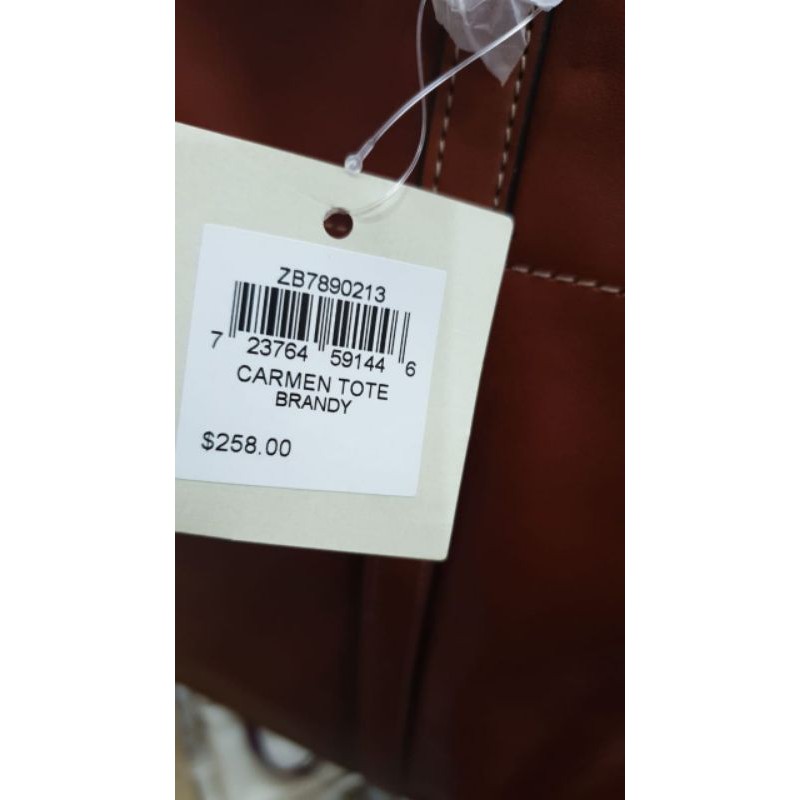 ZB7890213
7 23764 59144 6
CARMEN TOTE
BRANDY
$258.00